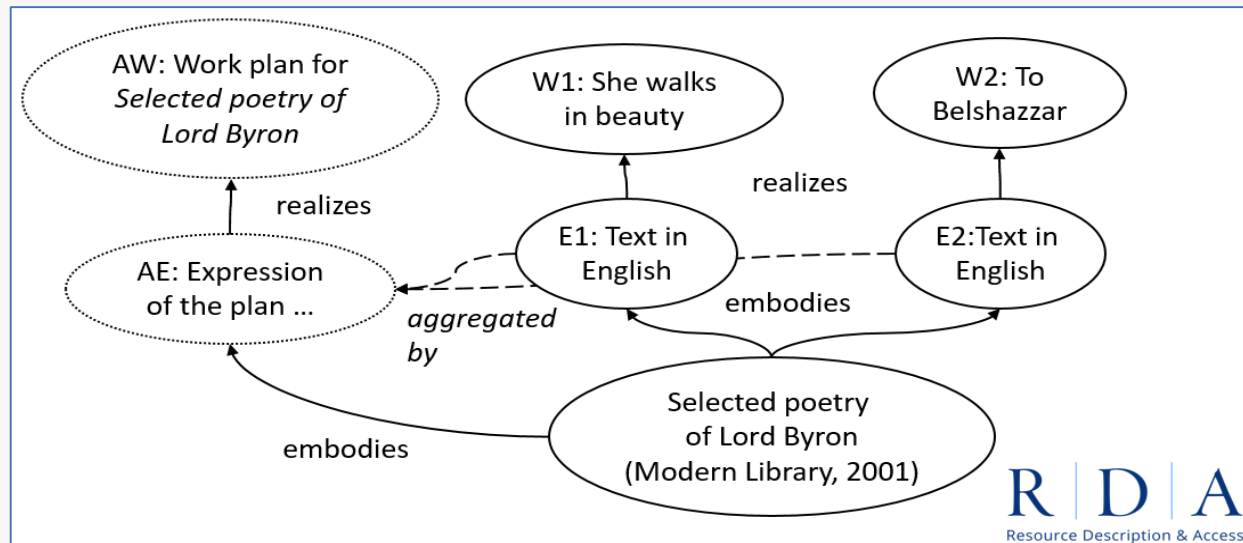 AW: Work plan for
Selected poetry of
Lord Byron
W1: She walks
in beauty
W2: To
Belshazzar
realizes
realizes
AE: Expression
of the plan ...
E1: Text in
English
E2:Text in
English
aggregated
by
embodies
embodies
Selected poetry
of Lord Byron
(Modern Library, 2001)
R | D | A
Resource Description & Access